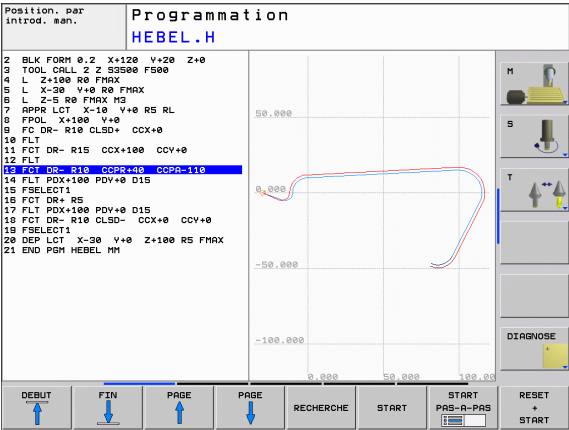 Position. par
introd. man.
Programmation
HEBEL.H
2 BLK FORM 0.2 X+120 Y+20 Z+0
3 TOOL CALL 2 Z S3500 F500
4 L Z+100 R0 FMAX
5 L X-30 Y+0 R0 FMAX
6 L Z-5 R0 FMAX M3
7 APPR LCT X-10 Y+0 R5 RL
8 FPOL X+100 Y+0
9 FC DR- R10 CLSD+ CCX+0
10 FLT
11 FCT DR- R15 CCX+100 CCY+0
12 FLT
13 FCT DR- R10 CCPR+40 CCPA-110
14 FLT PDX+100 PDY+0 D15
15 FSELECT1
16 FCT DR+ R5
17 FLT PDX+100 PDY+0 D15
18 FCT DR- R10 CLSD- CCX+0 CCY+0
19 FSELECT1
20 DEP LCT X-30 Y+0 Z+100 R5 FMAX
21 END PGM HEBEL MM
50.000
0.000
-50.000
-100.000
0.000 50.000 100.00
M
S
T
DIAGNOSE
DEBUT
FIN
PAGE
PAGE
RECHERCHE
START
START
PAS-A-PAS
RESET
+
START